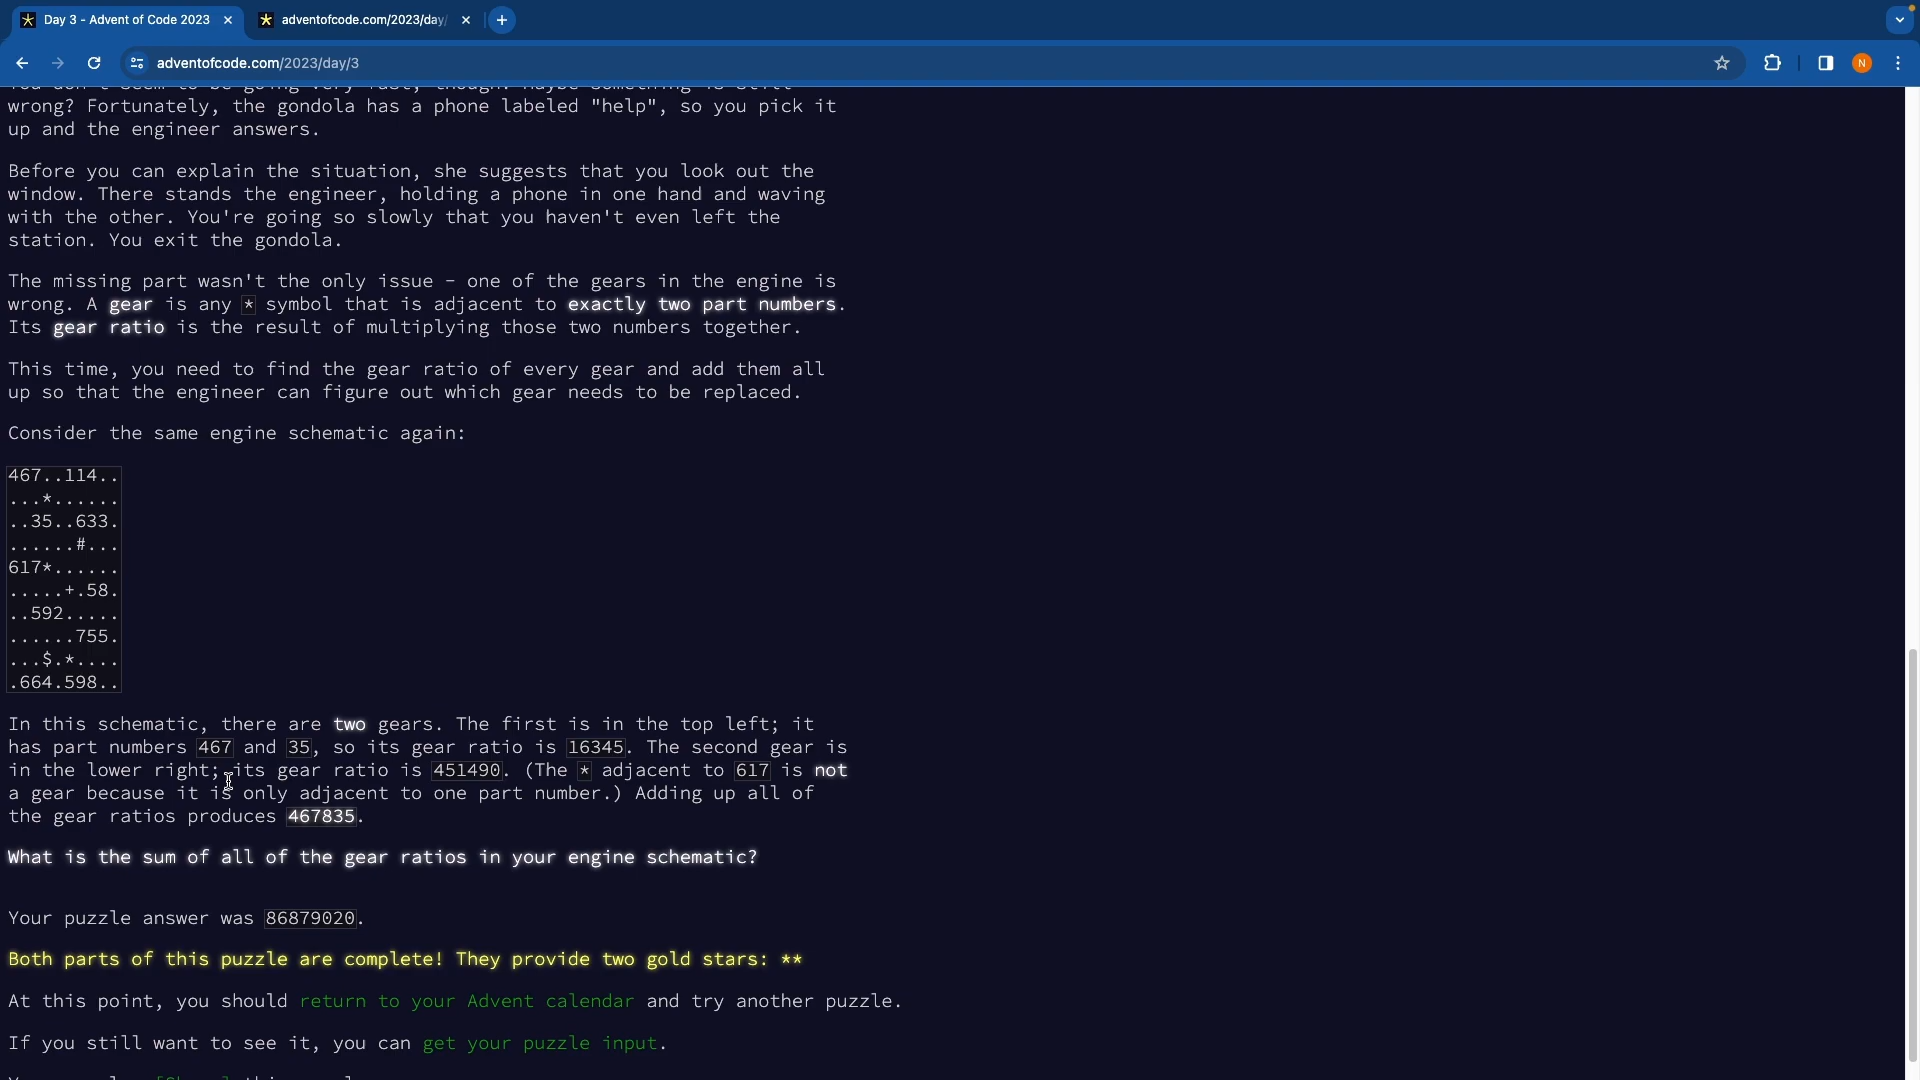 Day 3 - Advent of Code 2023
adventofcode.com/2023/day/
adventofcode.com/2023/day/3
N
You don't seem to be going very fast, though. Maybe something is still
wrong? Fortunately, the gondola has a phone labeled "help", so you pick it
up and the engineer answers.
Before you can explain the situation, she suggests that you look out the
window. There stands the engineer, holding a phone in one hand and waving
with the other. You're going so slowly that you haven't even left the
station. You exit the gondola.
The missing part wasn't the only issue – one of the gears in the engine is
wrong. A gear is any * symbol that is adjacent to exactly two part numbers.
Its gear ratio is the result of multiplying those two numbers together.
This time, you need to find the gear ratio of every gear and add them all
up so that the engineer can figure out which gear needs to be replaced.
Consider the same engine schematic again:
467..114..
...*......
..35..633.
......#...
617*......
.....+.58.
..592.....
......755.
...$.*....
.664.598..
In this schematic, there are two gears. The first is in the top left; it
has part numbers 467 and 35, so its gear ratio is 16345. The second gear is
in the lower right; its gear ratio is 451490. (The * adjacent to 617 is not
a gear because it is only adjacent to one part number.) Adding up all of
the gear ratios produces 467835.
What is the sum of all of the gear ratios in your engine schematic?
Your puzzle answer was 86879020.
Both parts of this puzzle are complete! They provide two gold stars: **
At this point, you should return to your Advent calendar and try another puzzle.
If you still want to see it, you can get your puzzle input.